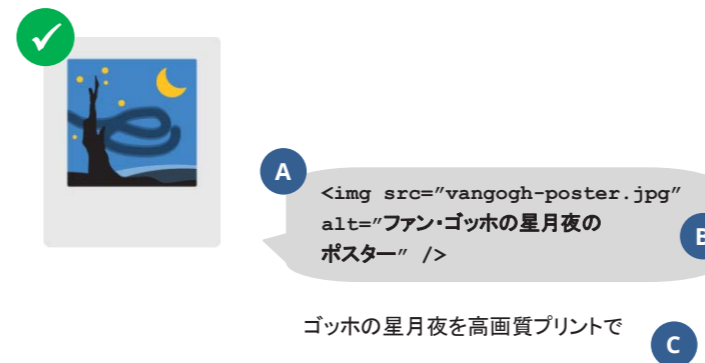 A
<img src=”vangogh-poster.jpg”
alt=”ファン・ゴッホの星月夜の
ポスター” />
B
ゴッホの星月夜を高画質プリントで
C